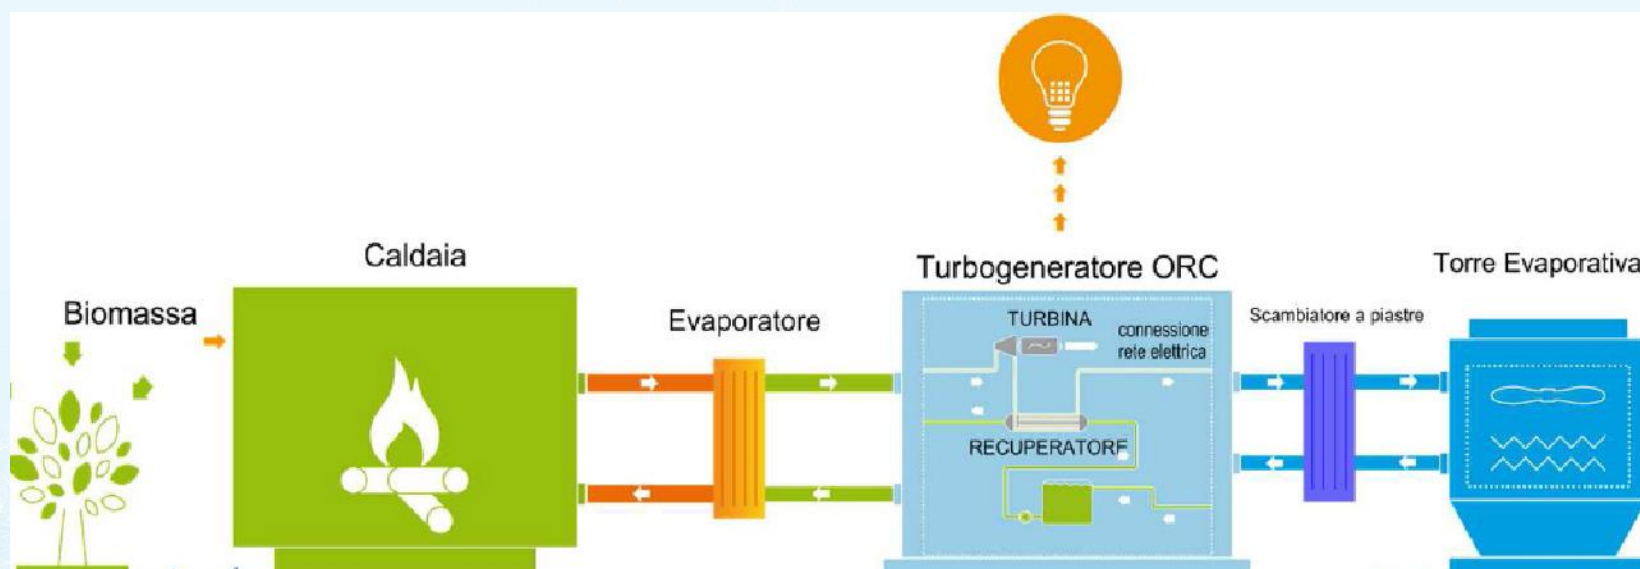 Biomassa
Caldaia
Evaporatore
Turbogeneratore ORC
TURBINA
connessione
rete elettrica
RECUPERATORE
Scambiatore a piastre
Torre Evaporativa